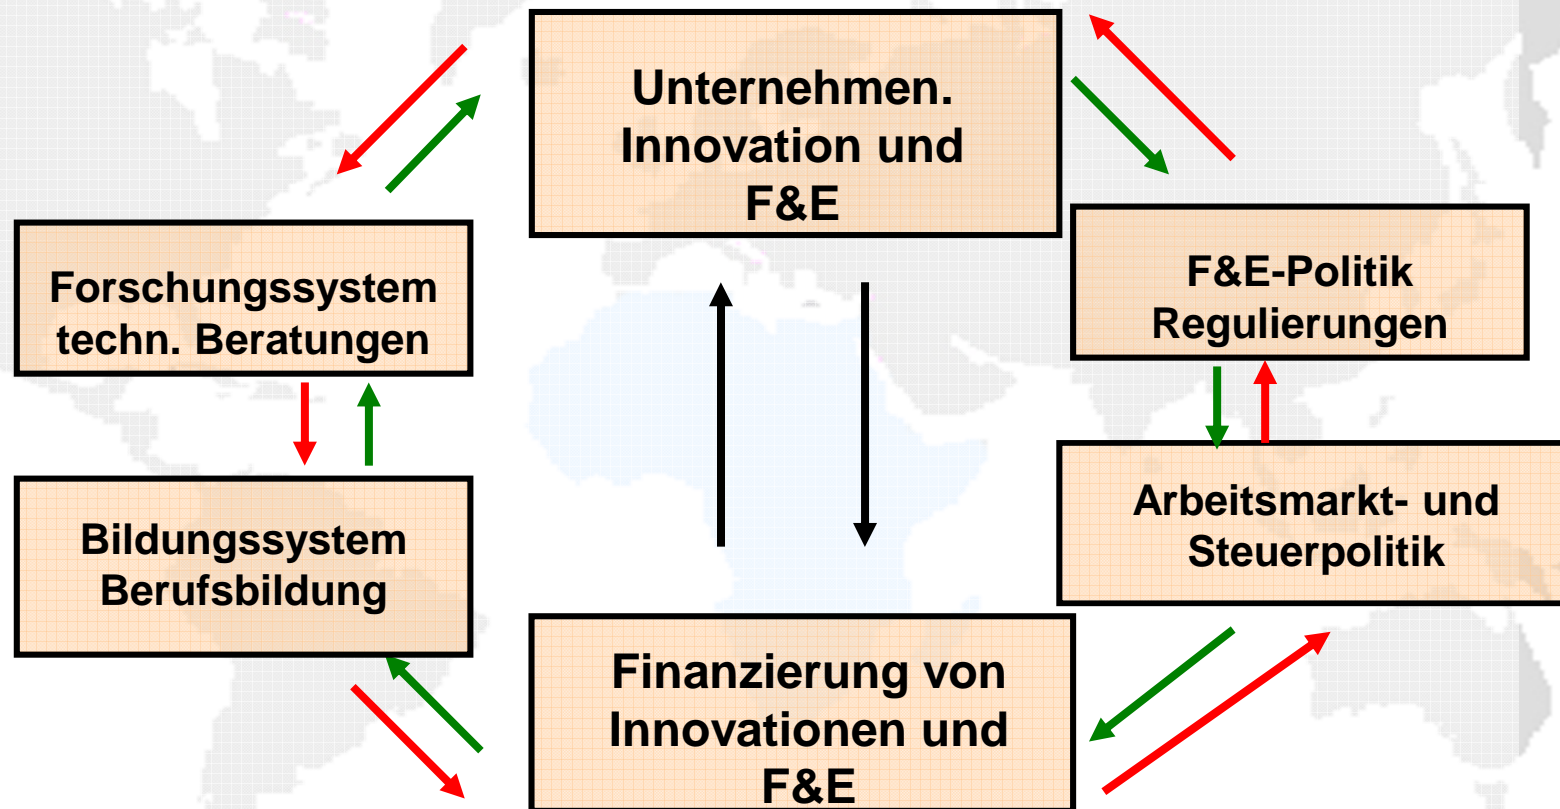 Unternehmen.
Innovation und
F&E
Forschungssystem
techn. Beratungen
F&E-Politik
Regulierungen
Bildungssystem
Berufsbildung
Arbeitsmarkt- und
Steuerpolitik
Finanzierung von
Innovationen und
F&E